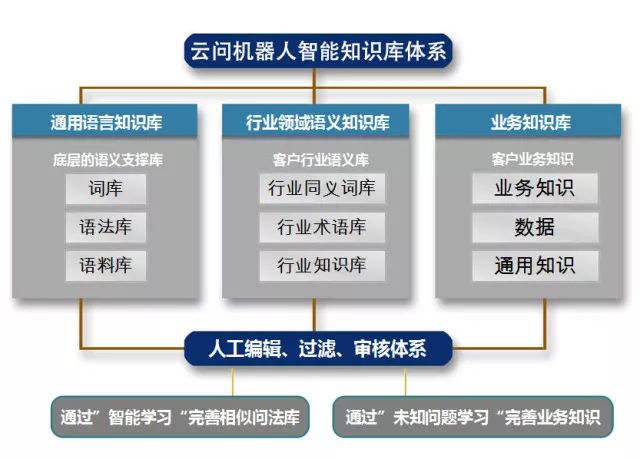 云问机器人智能知识库体系
通用语言知识库
底层的语义支撑库
词库
语法库
语料库
行业领域语义知识库
客户行业语义库
行业同义词库
行业术语库
行业知识库
业务知识库
客户业务知识
业务知识
数据
通用知识
人工编辑、过滤、审核体系
通过”智能学习“完善相似问法库
通过”未知问题学习“完善业务知识